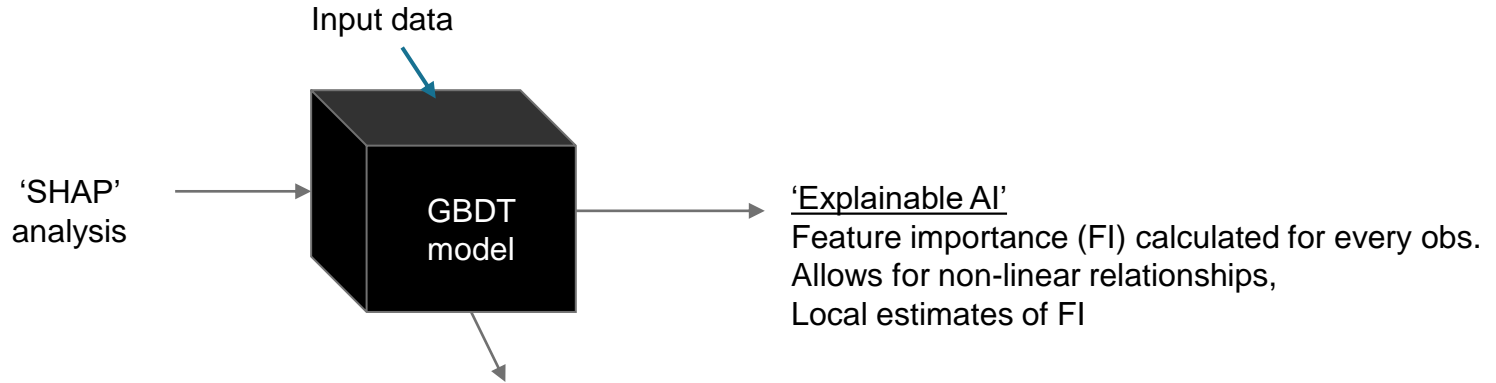 Input data
‘SHAP’
analysis
GBDT
model
‘Explainable AI’
Feature importance (FI) calculated for every obs.
Allows for non-linear relationships,
Local estimates of FI